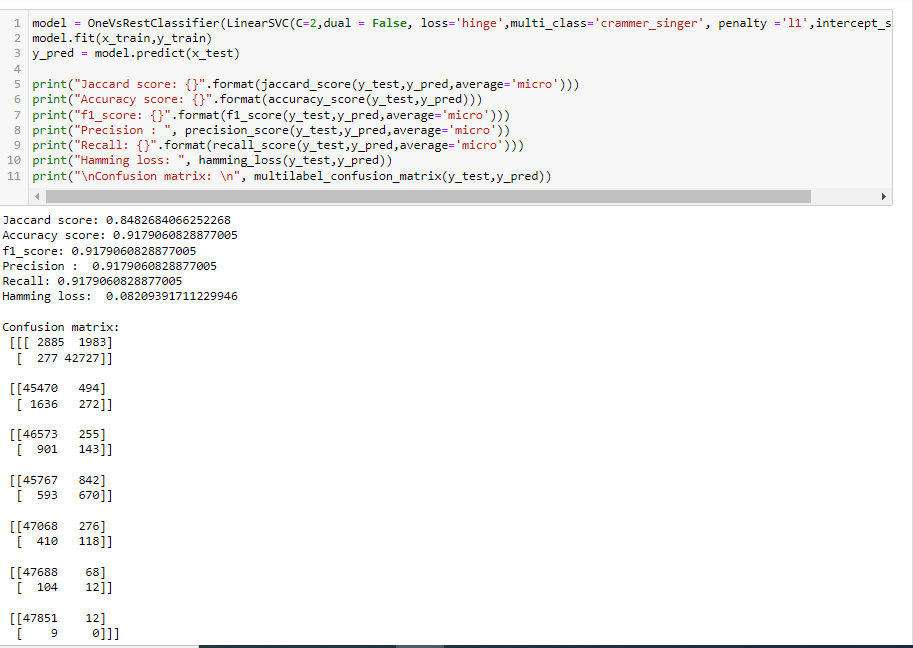 1 model = OneVsRestClassifier(LinearSVC(C=2,dual = False, loss='hinge',multi_class='crammer_singer', penalty ='l1',intercept_s
2 model.fit(x_train,y_train)
3 y_pred = model.predict(x_test)
4
5 print("Jaccard score: {}".format(jaccard_score(y_test,y_pred,average='micro')))
6 print("Accuracy score: {}".format(accuracy_score(y_test,y_pred)))
7 print("f1_score: {}".format(f1_score(y_test,y_pred,average='micro')))
8 print("Precision : ", precision_score(y_test,y_pred,average='micro'))
9 print("Recall: {}".format(recall_score(y_test,y_pred,average='micro')))
10 print("Hamming loss: ", hamming_loss(y_test,y_pred))
11 print("\nConfusion matrix: \n", multilabel_confusion_matrix(y_test,y_pred))
Jaccard score: 0.8482684066252268
Accuracy score: 0.9179060828877005
f1_score: 0.9179060828877005
Precision :  0.9179060828877005
Recall: 0.9179060828877005
Hamming loss:  0.08209391711229946
Confusion matrix:
[[[ 2885  1983]
[  277 42727]]
[[45470   494]
[ 1636   272]]
[[46573   255]
[  901   143]]
[[45767   842]
[  593   670]]
[[47068   276]
[  410   118]]
[[47688    68]
[  104    12]]
[[47851    12]
[    9     0]]]